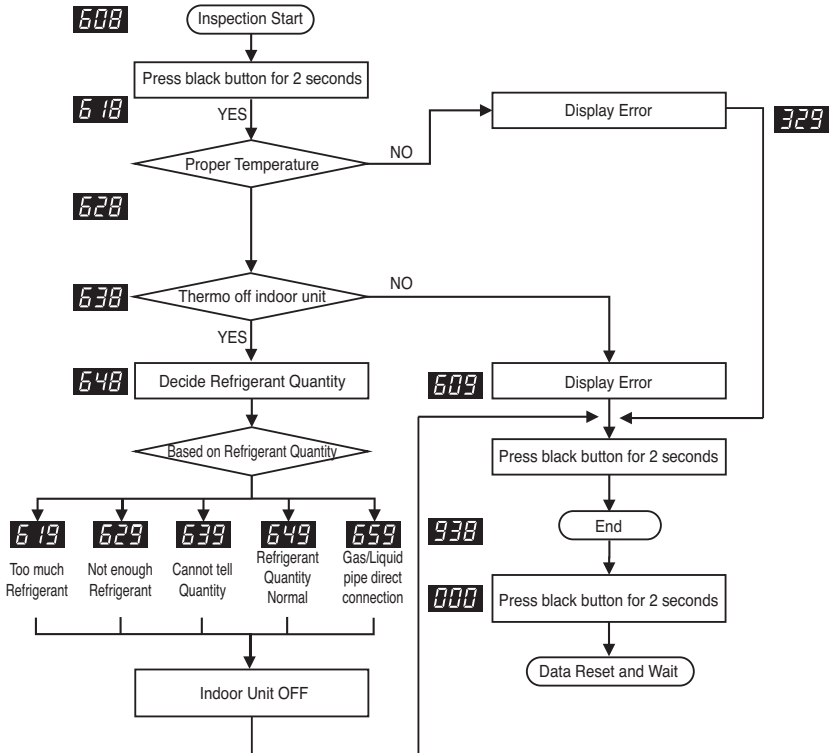 608
Inspection Start
Press black button for 2 seconds
618
YES
Display Error
329
Proper Temperature
NO
628
638
Thermo off indoor unit
NO
YES
648
Decide Refrigerant Quantity
609
Display Error
Based on Refrigerant Quantity
Press black button for 2 seconds
619
629
639
649
659
Too much
Refrigerant
Not enough
Refrigerant
Cannot tell
Quantity
Refrigerant
Quantity
Normal
Gas/Liquid
pipe direct
connection
938
End
000
Press black button for 2 seconds
Indoor Unit OFF
Data Reset and Wait